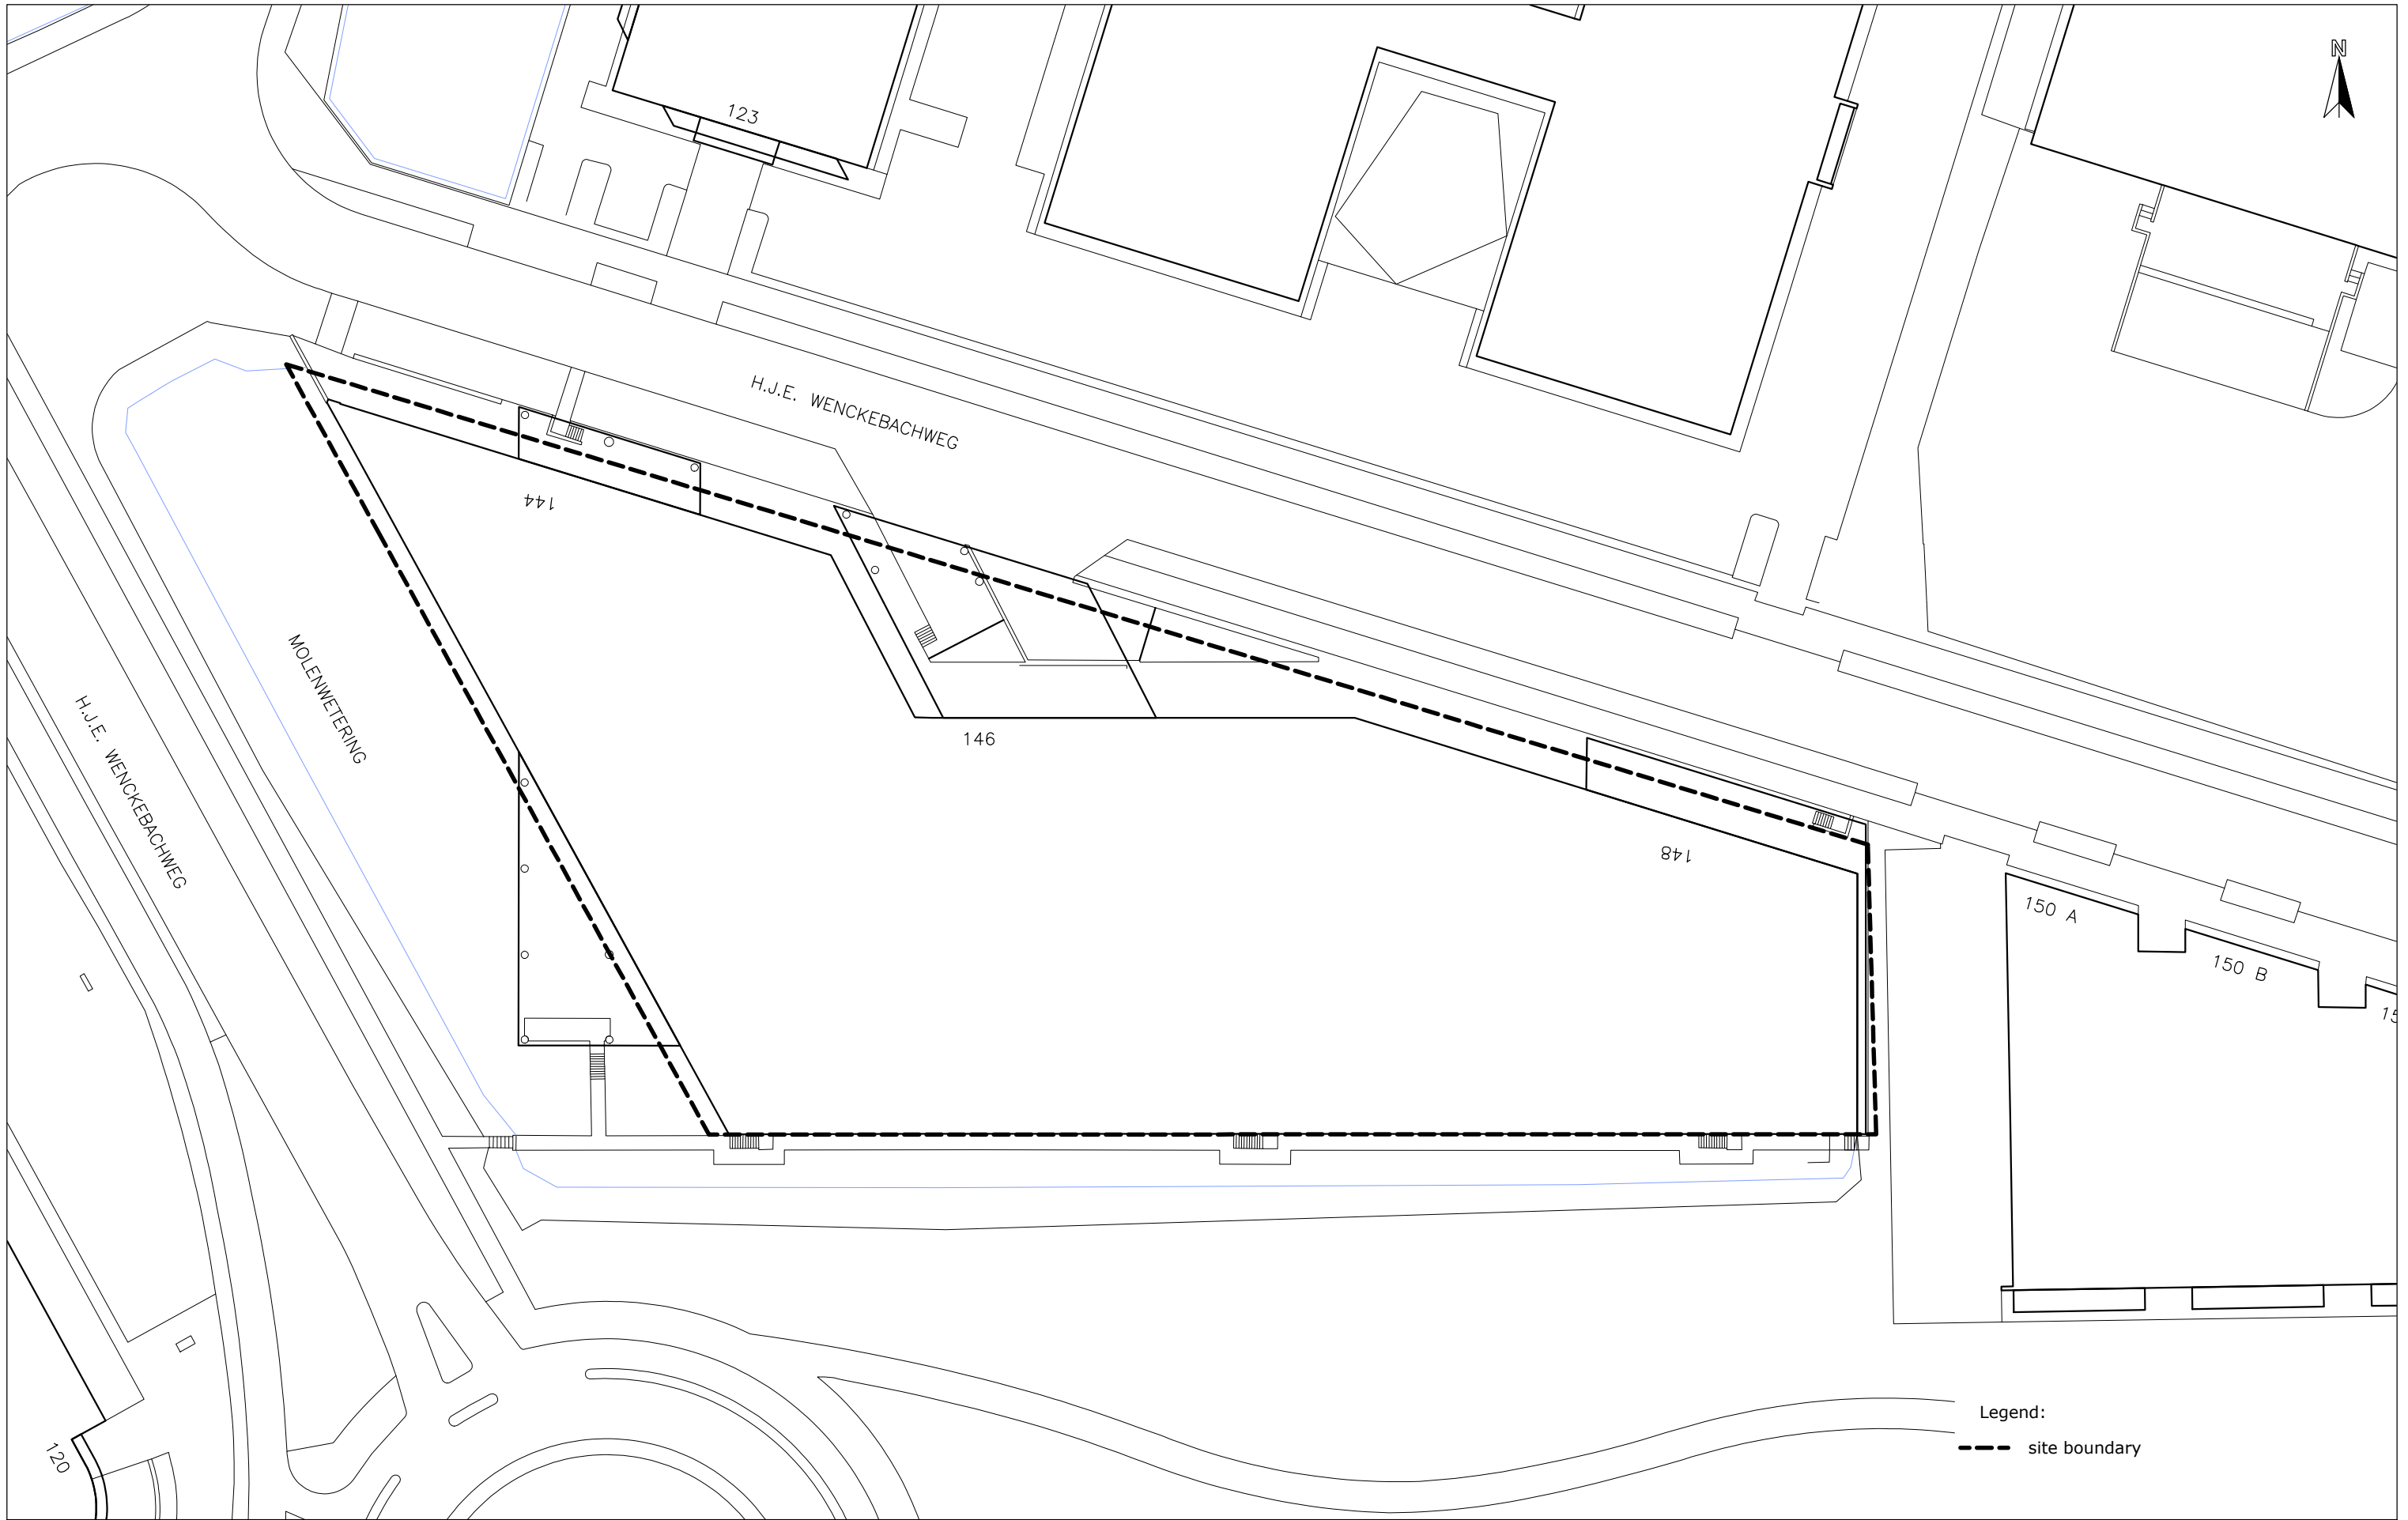 N
123
H.J.E. WENCKEBACHWEG
144
MOLENWETERING
H.J.E. WENCKEBACHWEG
146
148
150 A
150 B
Legend:
site boundary
120